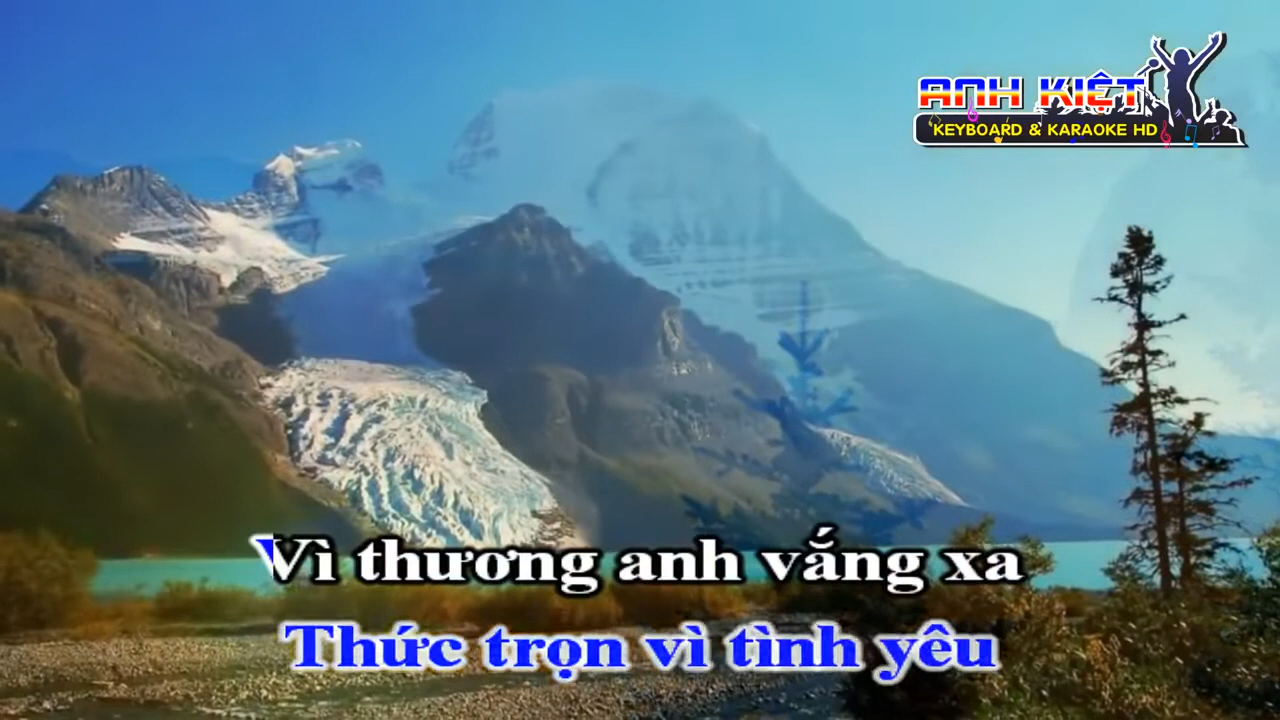 ANH KIỆT
KEYBOARD & KARAOKE HD
Vì thương anh vắng xa
Thức trọn vì tình yêu